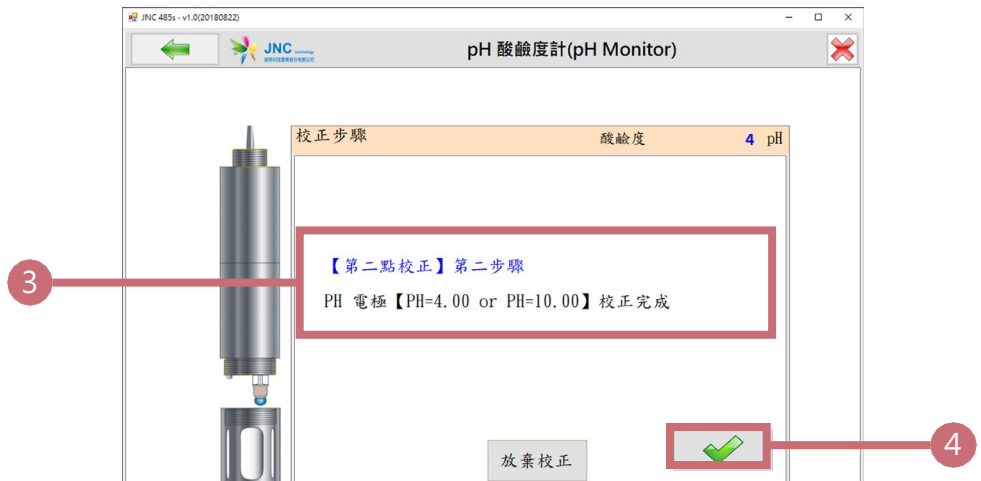 JNC 485s - v1.0(20180822)
JNC technology
pH 酸鹼度計(pH Monitor)
校正步驟 酸鹼度 4 pH
3
【第二點校正】第二步驟
PH 電極【PH=4.00 or PH=10.00】校正完成
放棄校正
4